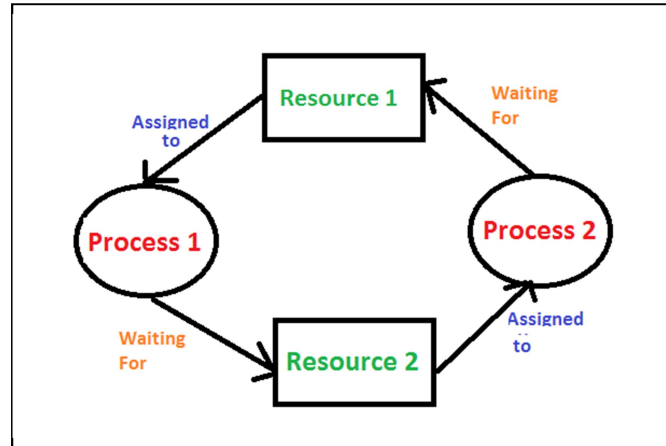 Resource 1
Waiting
For
Assigned
to
Process 1
Process 2
Waiting
For
Resource 2
Assigned
to